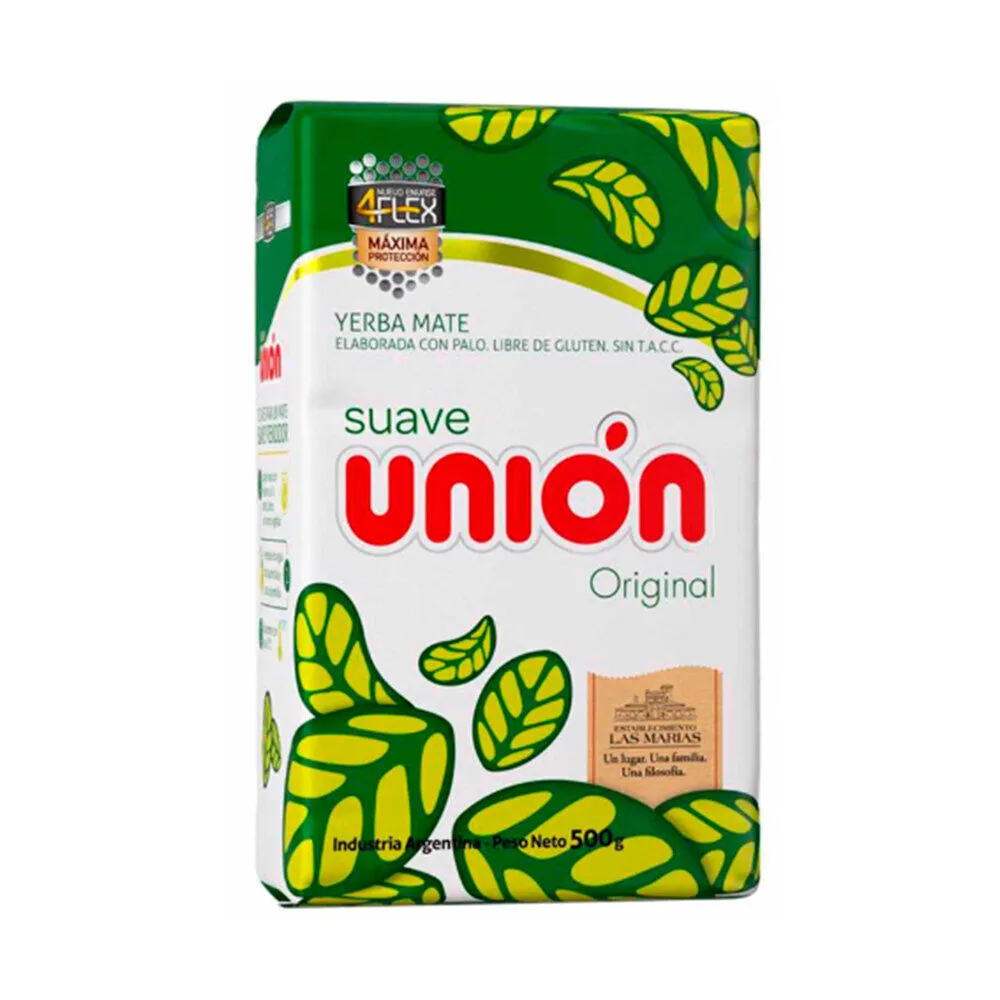 NUEVO ENVASE
4FLEX
MÁXIMA
PROTECCIÓN
YERBA MATE
ELABORADA CON PALO. LIBRE DE GLUTEN. SIN T.A.C.C.
suave
unión
Original
ESTABLECIMIENTO
LAS MARIAS
Un lugar. Una familia.
Una filosofía.
Industria Argentina - Peso Neto 500g
unión